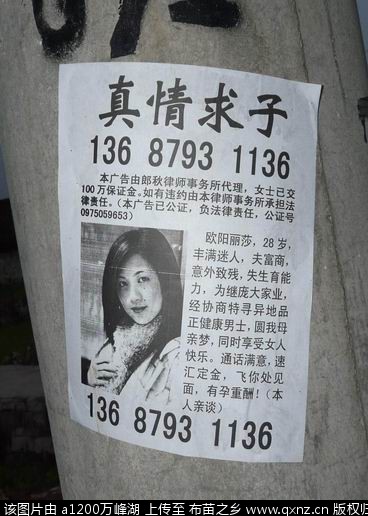 真情求子
136 8793 1136
本广告由郎秋律师事务所代理，女士已交
100万保证金。如有违约由本律师事务所承担法
律责任。（本广告已公证，负法律责任，公证号
0975059653）
欧阳丽莎，28岁，
丰满迷人，夫富商，
意外致残，失生育能
力，为继庞大家业，
经协商特寻异地品
正健康男士，圆我母
亲梦，同时享受女人
快乐。通话满意，速
汇定金，飞你处见
面，有孕重酬！（本
人亲谈）
136 8793 1136
该图片由 a1200万峰湖 上传至 布苗之乡 www.qxnz.cn 版权归